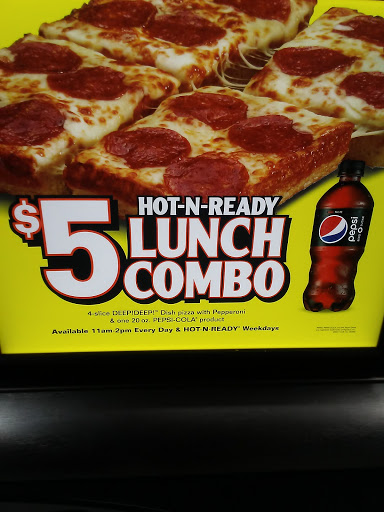 $5
HOT-N-READY
LUNCH
COMBO
4-slice DEEP!DEEP!™ Dish pizza with Pepperoni
& one 20 oz. PEPSI-COLA® product
Available 11am-2pm Every Day & HOT-N-READY® Weekdays
pepsi